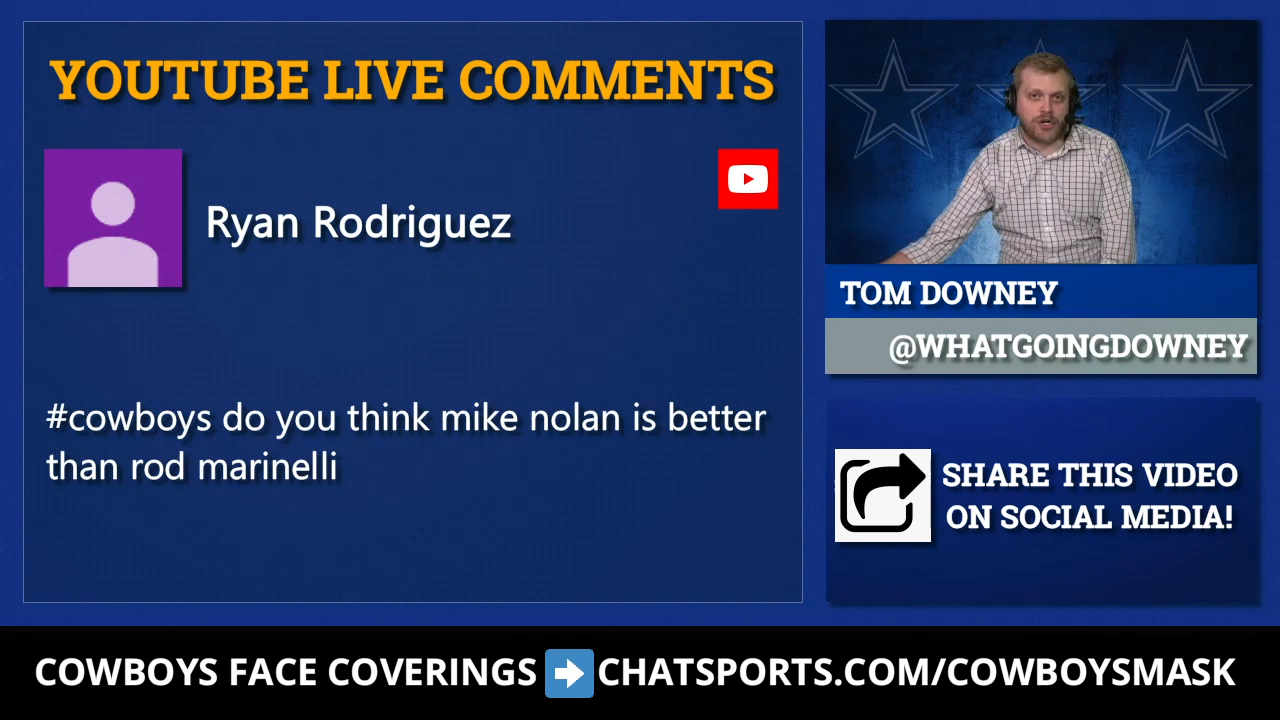 YOUTUBE LIVE COMMENTS
Ryan Rodriguez
#cowboys do you think mike nolan is better
than rod marinelli
TOM DOWNEY
@WHATGOINGDOWNEY
SHARE THIS VIDEO
ON SOCIAL MEDIA!
COWBOYS FACE COVERINGS ➡ CHATSPORTS.COM/COWBOYSMASK